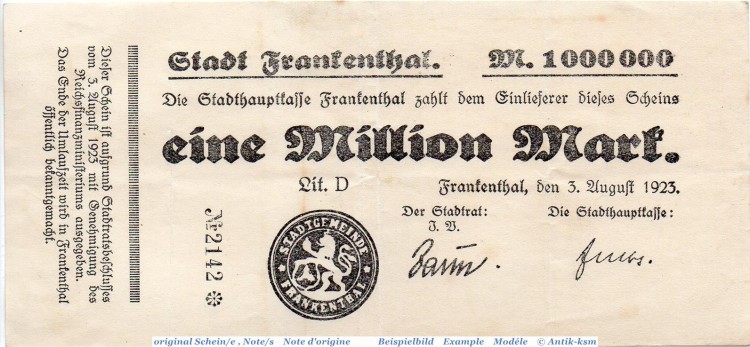 Dieser Schein ist aufgrund Stadtratsbeschlusses
vom 3. August 1923 mit Genehmigung des
Reichsfinanzministeriums ausgegeben.
Das Ende der Umlaufzeit wird in Frankenthal
öffentlich bekanntgemacht.
Stadt Frankenthal. M. 1000000
Die Stadthauptkasse Frankenthal zahlt dem Einlieferer dieses Scheins
eine Million Mark.
Lit. D Frankenthal, den 3. August 1923.
Der Stadtrat: Die Stadthauptkasse:
J. V.
№ 2142 *
STADTGEMEINDE
FRANKENTHAL
original Schein/e , Note/s Note d'origine Beispielbild Example Modéle © Antik-ksm